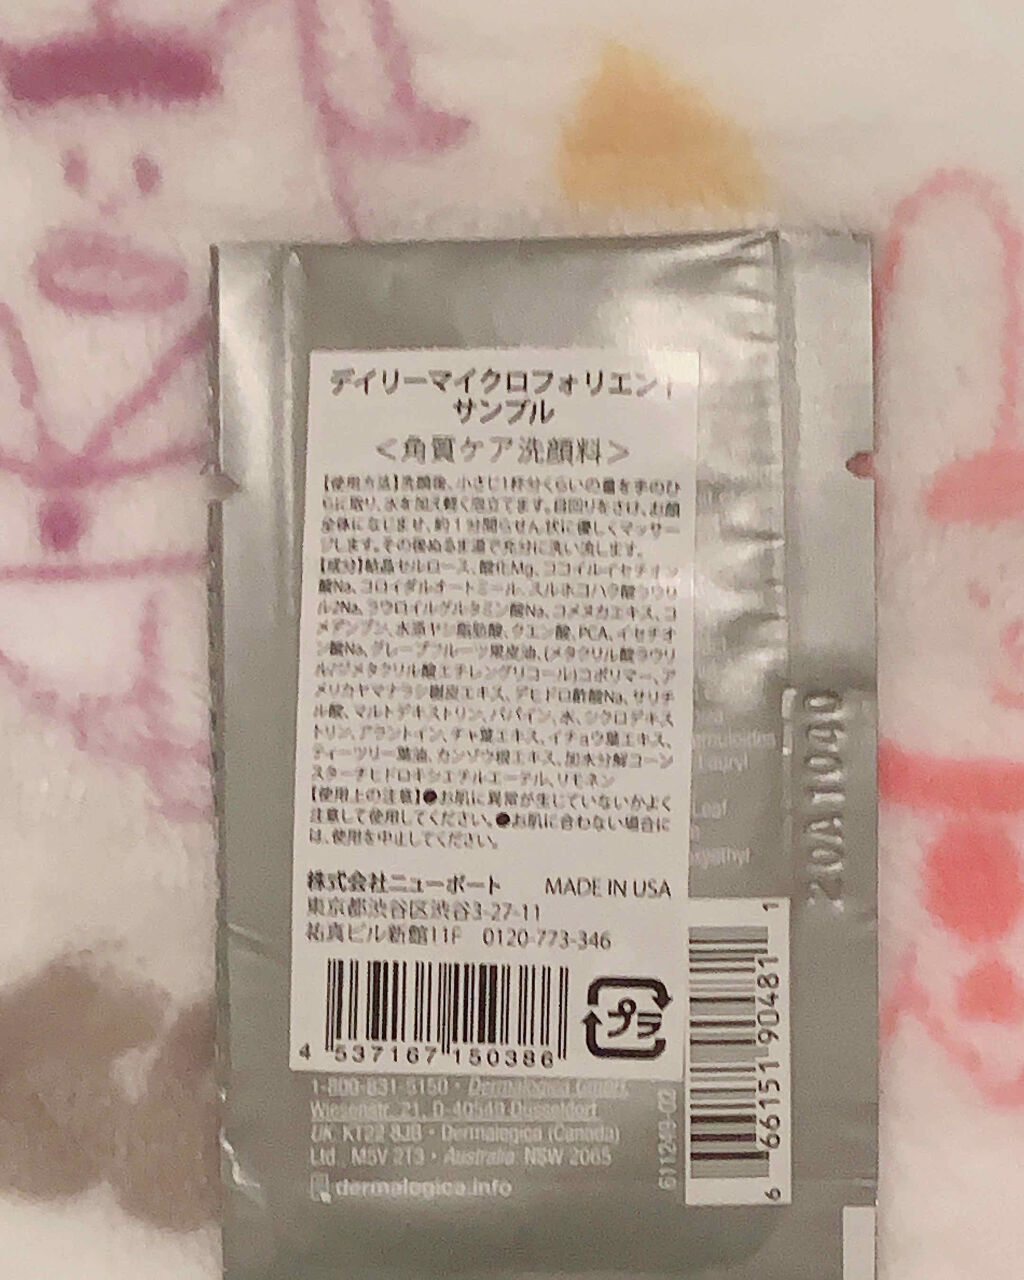 デイリーマイクロフォリエント
サンプル
＜角質ケア洗顔料＞
【使用方法】洗顔後、小さじ1杯分くらいの量を手のひ
らに取り、水を加え軽く泡立てます。目回りをさけ、お顔
全体になじませ、約1分間らせん状に優しくマッサー
ジします。その後ぬるま湯で充分に洗い流します。
【成分】結晶セルロース、酸化Mg、ココイルイセチオン
酸Na、コロイダルオートミール、スルホコハク酸ラウリ
ル2Na、ラウロイルグルタミン酸Na、コメヌカエキス、コ
メデンプン、水添ヤシ脂肪酸、クエン酸、PCA、イセチオ
ン酸Na、グレープフルーツ果皮油、(メタクリル酸ラウリ
ル/ジメタクリル酸エチレングリコール)コポリマー、ア
メリカヤマナラシ樹皮エキス、デヒドロ酢酸Na、サリチ
ル酸、マルトデキストリン、パパイン、水、シクロデキス
トリン、アラントイン、チャ葉エキス、イチョウ葉エキス、
ティーツリー葉油、カンゾウ根エキス、加水分解コーン
スターチヒドロキシエチルエーテル、リモネン
【使用上の注意】●お肌に異常が生じていないかよく
注意して使用してください。●お肌に合わない場合に
は、使用を中止してください。
株式会社ニューポート MADE IN USA
東京都渋谷区渋谷3-27-11
祐真ビル新館11F 0120-773-346
4 537167 150386
プラ
1-800-831-5150 • Dermalogica GmbH,
Wiesenstr. 21, D-40549 Düsseldorf
UK KT22 8JB • Dermalogica (Canada)
Ltd., M5V 2T3 • Australia NSW 2065
dermalogica.info
611249-02
6 66151 90481 1
20A11040